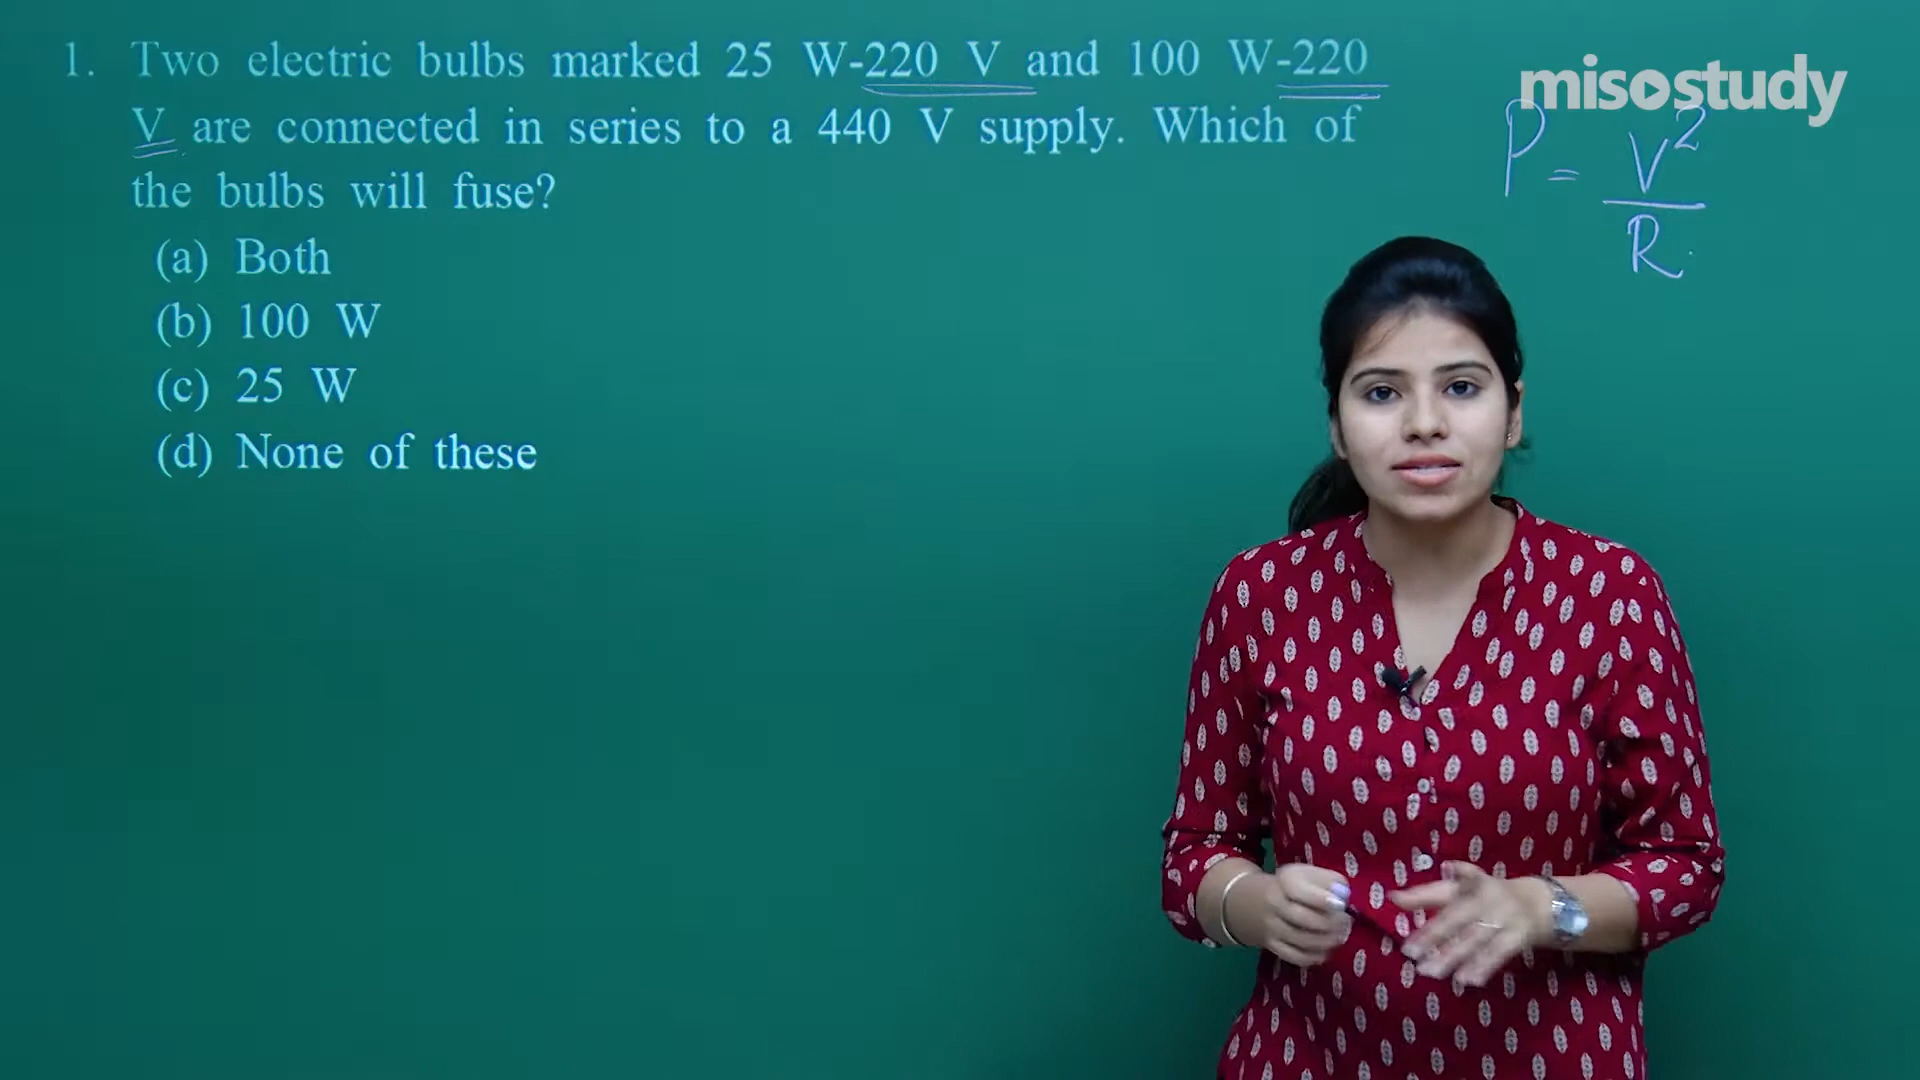 1. Two electric bulbs marked 25 W-220 V and 100 W-220
V are connected in series to a 440 V supply. Which of
the bulbs will fuse?
(a) Both
(b) 100 W
(c) 25 W
(d) None of these
misostudy
P = V²
R